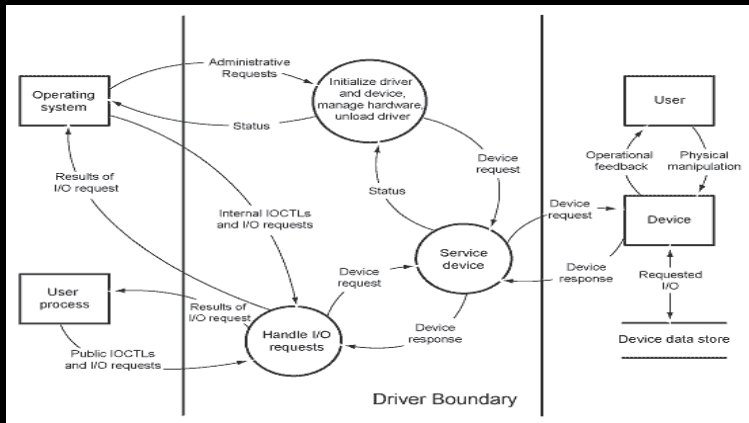 Administrative
Requests
Operating
system
Status
Initialize driver
and device,
manage hardware,
unload driver
User
Operational
feedback
Physical
manipulation
Results of
I/O request
Device
request
Status
Internal IOCTLs
and I/O requests
Device
request
Device
Service
device
Device
request
Device
response
Requested
I/O
User
process
Results of
I/O request
Handle I/O
requests
Device
response
Public IOCTLs
and I/O requests
Device data store
Driver Boundary